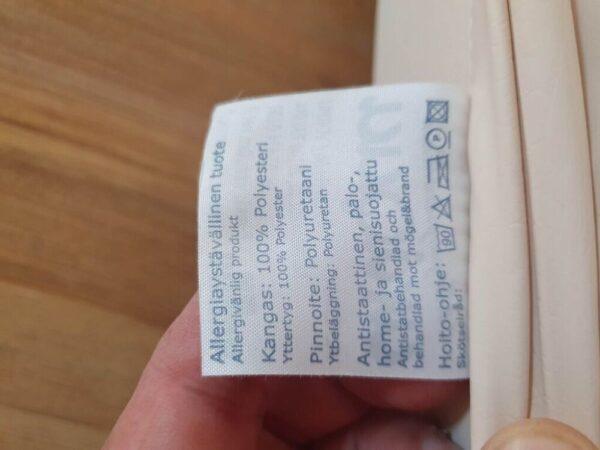 Allergiaystävällinen tuote
Allergivänlig produkt
Kangas: 100% Polyesteri
Yttertyg: 100% Polyester
Pinnoite: Polyuretaani
Ytbeläggning: Polyuretan
Antistaattinen, palo-,
home- ja sienisuojattu
Antistatbehandlad och
behandlad mot mögel&brand
Hoito-ohje: 90 P
Skötselråd: